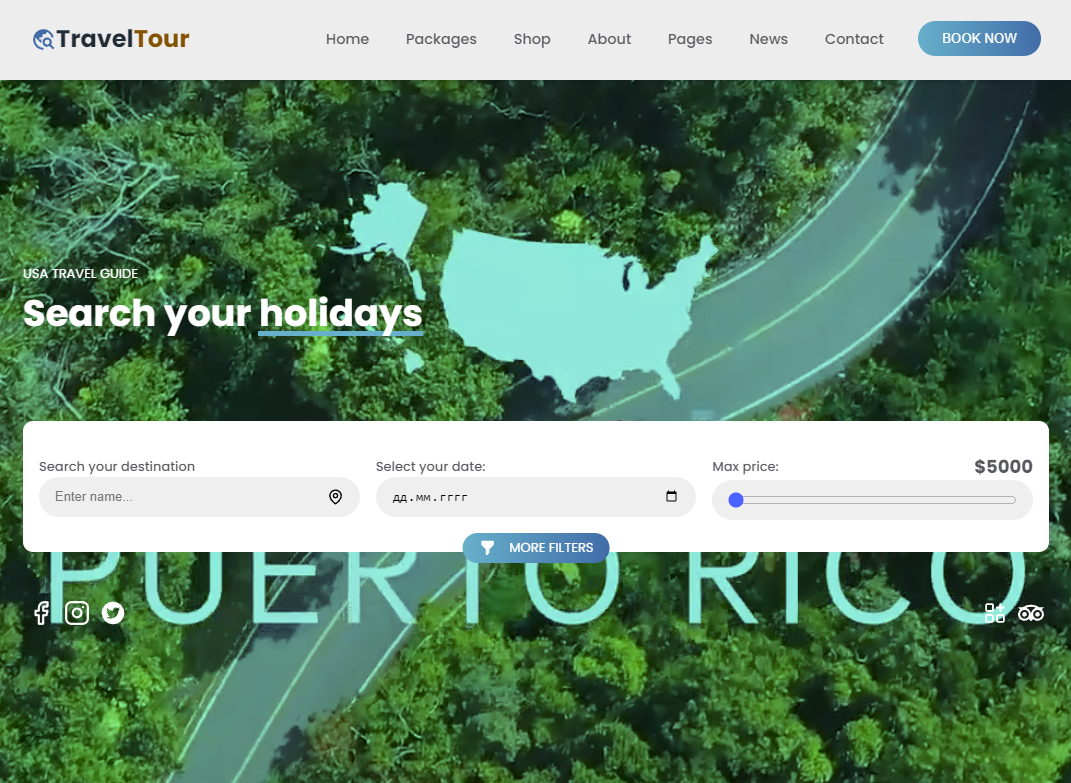 TravelTour
Home Packages Shop About Pages News Contact BOOK NOW
USA TRAVEL GUIDE
Search your holidays
Search your destination
Select your date:
Max price: $5000
Enter name...
дд.мм.гггг
MORE FILTERS
PUERTO RICO